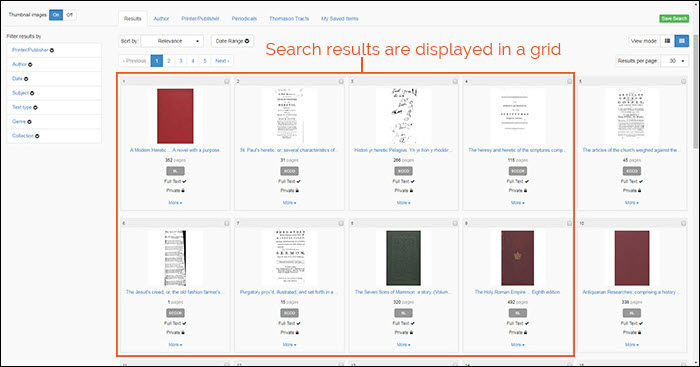 Thumbnail images: On Off
Results Author Printer/Publisher Periodicals Thomason Tracts My Saved Items
Save Search
Filter results by
Printer/Publisher
Author
Date
Subject
Text type
Genre
Collection
Sort by: Relevance
Date Range
View mode
Search results are displayed in a grid
‹ Previous 1 2 3 4 5 Next ›
Results per page: 30
1
A Modern Heretic ... A novel with a purpose
352 pages
BL
Full Text
Private
More
2
St. Paul's heretic: or, several characteristics of ...
31 pages
ECCO
Full Text
Private
More
3
Histori yr heretic Pelagius. Yn yr hon y rhoddir...
266 pages
ECCO
Full Text
Private
More
4
The heresy and heretic of the scriptures comp...
115 pages
ECCO
Full Text
Private
More
5
The articles of the church weighed against the...
45 pages
ECCO
Full Text
Private
More
6
The Jesuit's creed, or, the old fashion farmer's...
1 pages
ECCO
Full Text
Private
More
7
Purgatory prov'd, illustrated, and set forth in a ...
15 pages
ECCO
Full Text
Private
More
8
The Seven Sons of Mammon, a story. (Volum...
320 pages
BL
Full Text
Private
More
9
The Holy Roman Empire ... Eighth edition
492 pages
BL
Full Text
Private
More
10
Antiquarian Researches; comprising a history ...
338 pages
BL
Full Text
Private
More